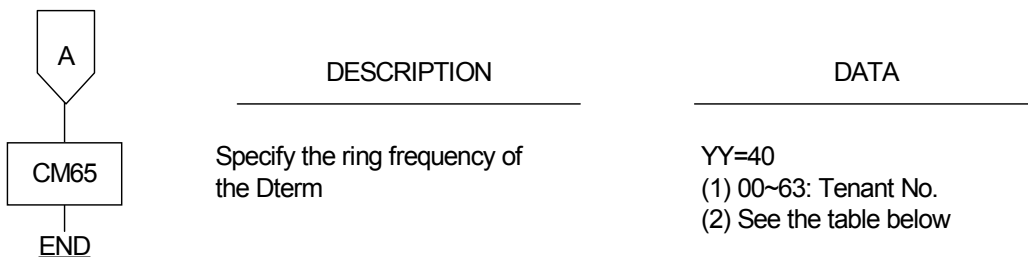 A
DESCRIPTION
DATA
CM65
Specify the ring frequency of
the Dterm
YY=40
(1) 00~63: Tenant No.
(2) See the table below
END